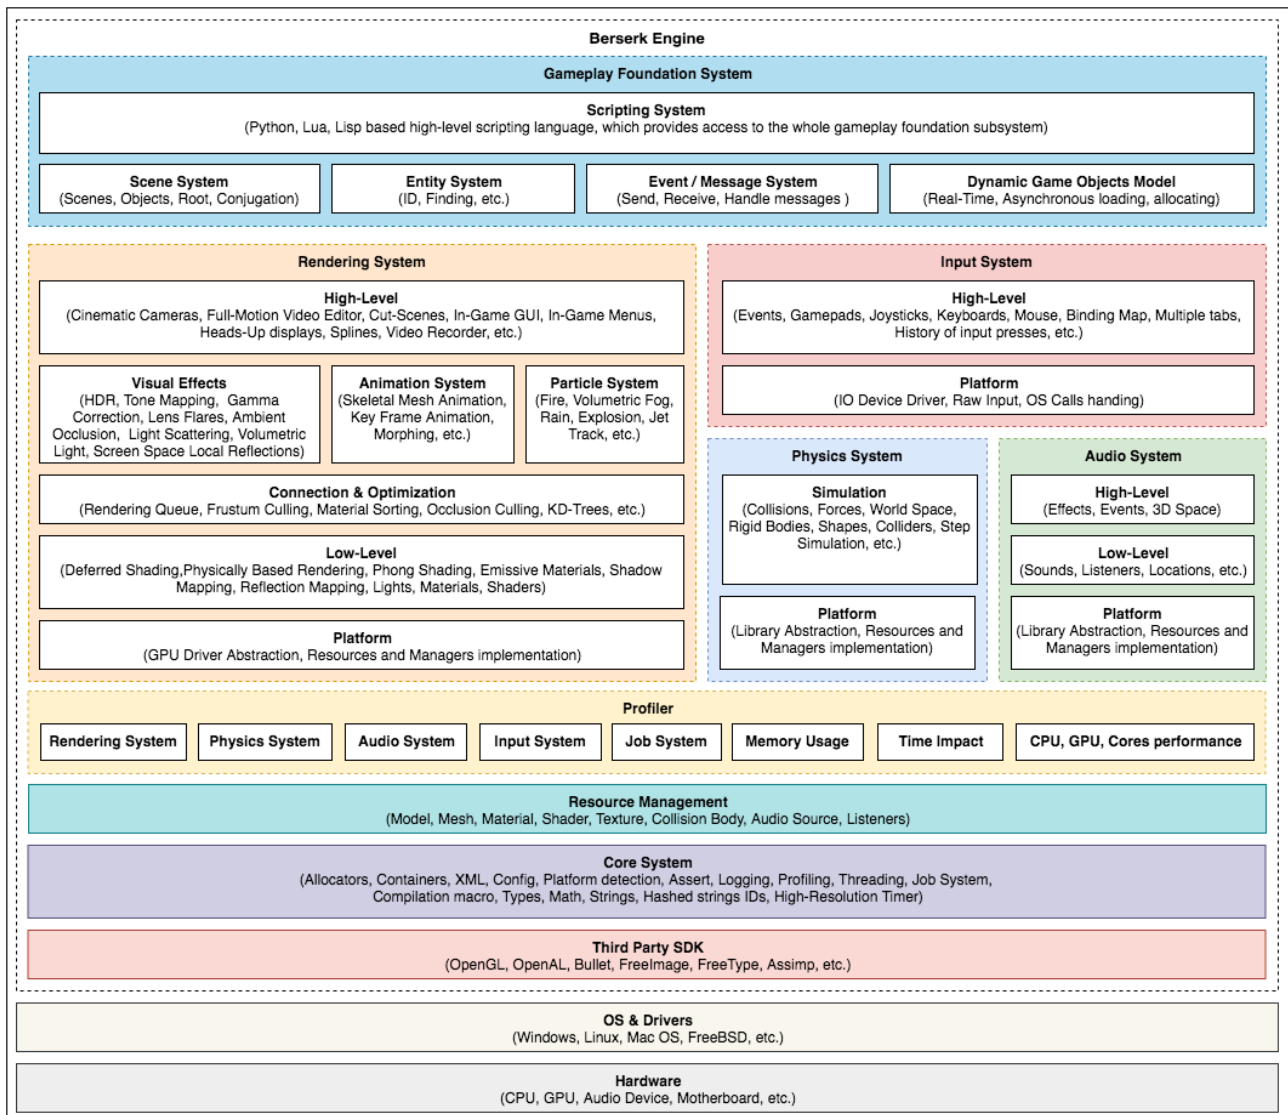 Berserk Engine
Gameplay Foundation System
Scripting System
(Python, Lua, Lisp based high-level scripting language, which provides access to the whole gameplay foundation subsystem)
Scene System
(Scenes, Objects, Root, Conjugation)
Entity System
(ID, Finding, etc.)
Event / Message System
(Send, Receive, Handle messages )
Dynamic Game Objects Model
(Real-Time, Asynchronous loading, allocating)
Rendering System
High-Level
(Cinematic Cameras, Full-Motion Video Editor, Cut-Scenes, In-Game GUI, In-Game Menus,
Heads-Up displays, Splines, Video Recorder, etc.)
Visual Effects
(HDR, Tone Mapping,  Gamma
Correction, Lens Flares, Ambient
Occlusion,  Light Scattering, Volumetric
Light, Screen Space Local Reflections)
Animation System
(Skeletal Mesh Animation,
Key Frame Animation,
Morphing, etc.)
Particle System
(Fire, Volumetric Fog,
Rain, Explosion, Jet
Track, etc.)
Connection & Optimization
(Rendering Queue, Frustum Culling, Material Sorting, Occlusion Culling, KD-Trees, etc.)
Low-Level
(Deferred Shading,Physically Based Rendering, Phong Shading, Emissive Materials, Shadow
Mapping, Reflection Mapping, Lights, Materials, Shaders)
Platform
(GPU Driver Abstraction, Resources and Managers implementation)
Input System
High-Level
(Events, Gamepads, Joysticks, Keyboards, Mouse, Binding Map, Multiple tabs,
History of input presses, etc.)
Platform
(IO Device Driver, Raw Input, OS Calls handing)
Physics System
Simulation
(Collisions, Forces, World Space,
Rigid Bodies, Shapes, Colliders, Step
Simulation, etc.)
Platform
(Library Abstraction, Resources and
Managers implementation)
Audio System
High-Level
(Effects, Events, 3D Space)
Low-Level
(Sounds, Listeners, Locations, etc.)
Platform
(Library Abstraction, Resources and
Managers implementation)
Profiler
Rendering System
Physics System
Audio System
Input System
Job System
Memory Usage
Time Impact
CPU, GPU, Cores performance
Resource Management
(Model, Mesh, Material, Shader, Texture, Collision Body, Audio Source, Listeners)
Core System
(Allocators, Containers, XML, Config, Platform detection, Assert, Logging, Profiling, Threading, Job System,
Compilation macro, Types, Math, Strings, Hashed strings IDs, High-Resolution Timer)
Third Party SDK
(OpenGL, OpenAL, Bullet, FreeImage, FreeType, Assimp, etc.)
OS & Drivers
(Windows, Linux, Mac OS, FreeBSD, etc.)
Hardware
(CPU, GPU, Audio Device, Motherboard, etc.)